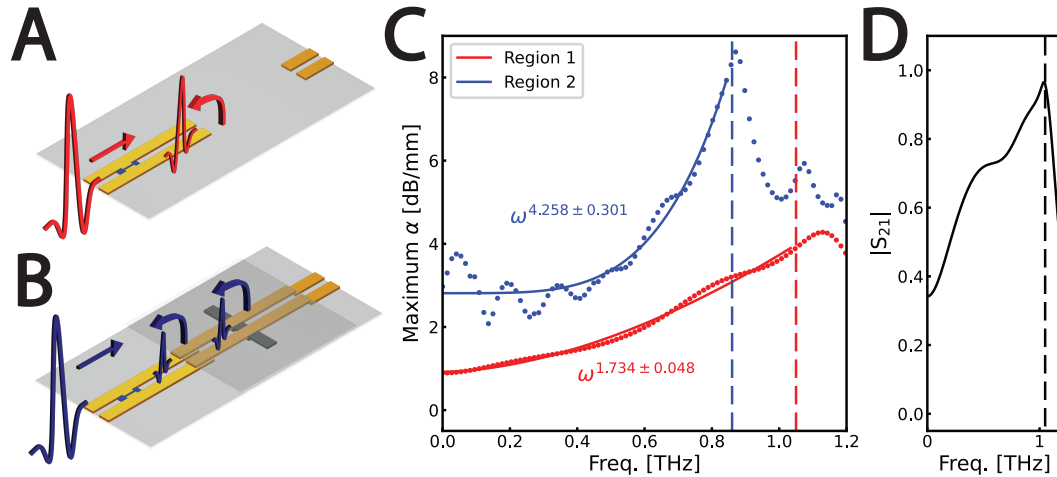 A
B
C
D
Region 1
Region 2
Maximum α [dB/mm]
8
6
4
2
0
ω^4.258 ± 0.301
ω^1.734 ± 0.048
0.0 0.2 0.4 0.6 0.8 1.0 1.2
Freq. [THz]
|S₂₁|
1.0
0.8
0.6
0.4
0.2
0.0
0 1
Freq. [THz]